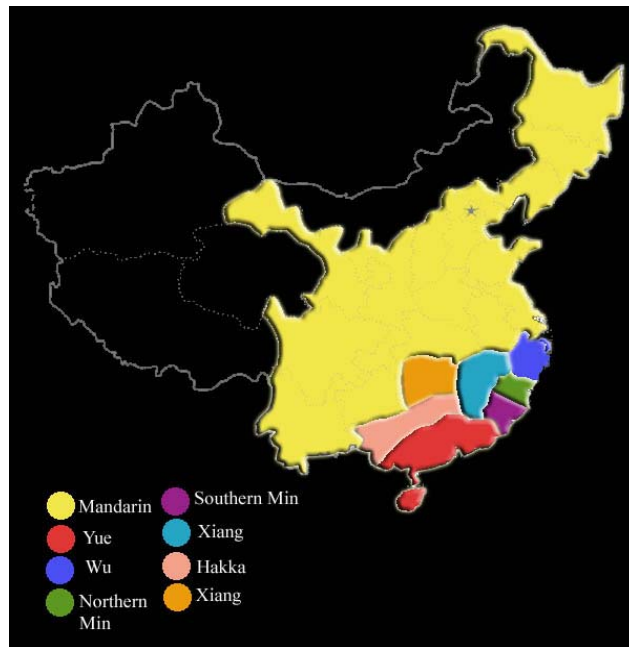 Mandarin
Yue
Wu
Northern
Min
Southern Min
Xiang
Hakka
Xiang